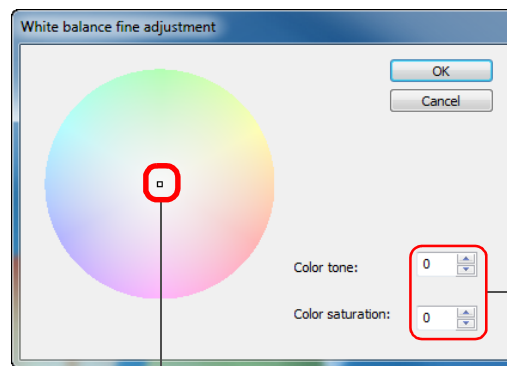 White balance fine adjustment
OK
Cancel
Color tone: 0
Color saturation: 0